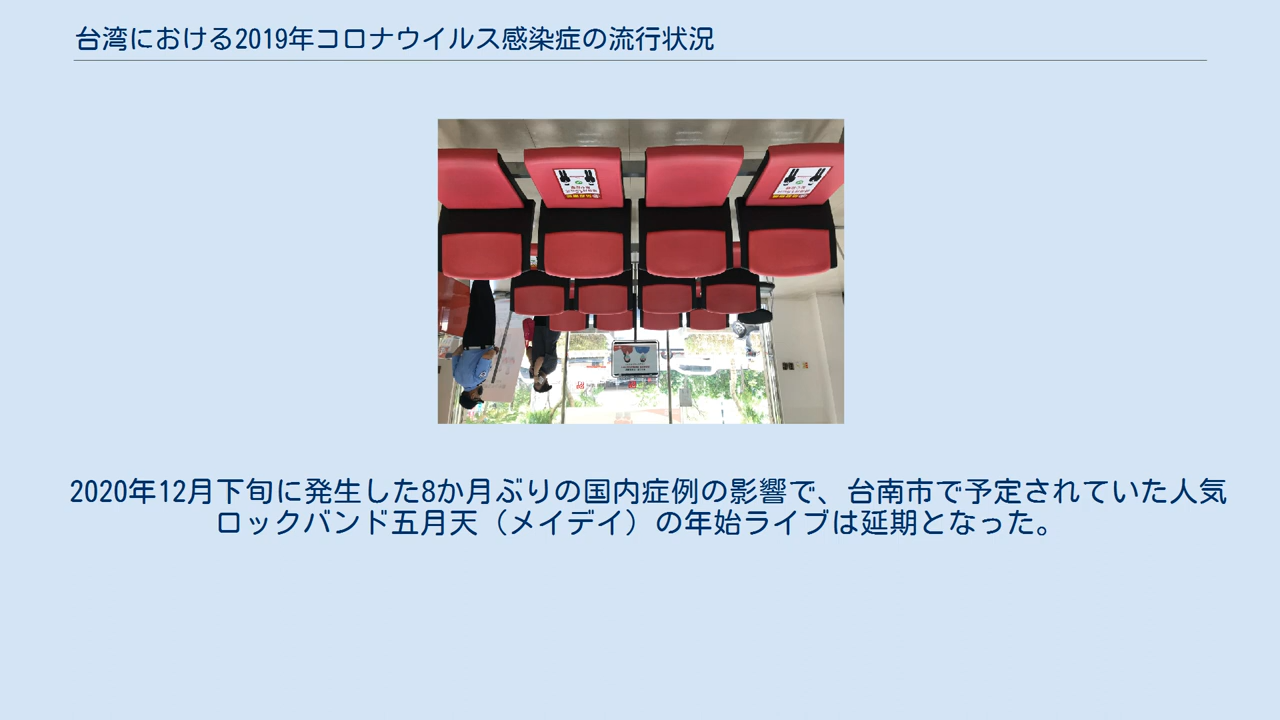 台湾における2019年コロナウイルス感染症の流行状況
2020年12月下旬に発生した8か月ぶりの国内症例の影響で、台南市で予定されていた人気
ロックバンド五月天（メイデイ）の年始ライブは延期となった。